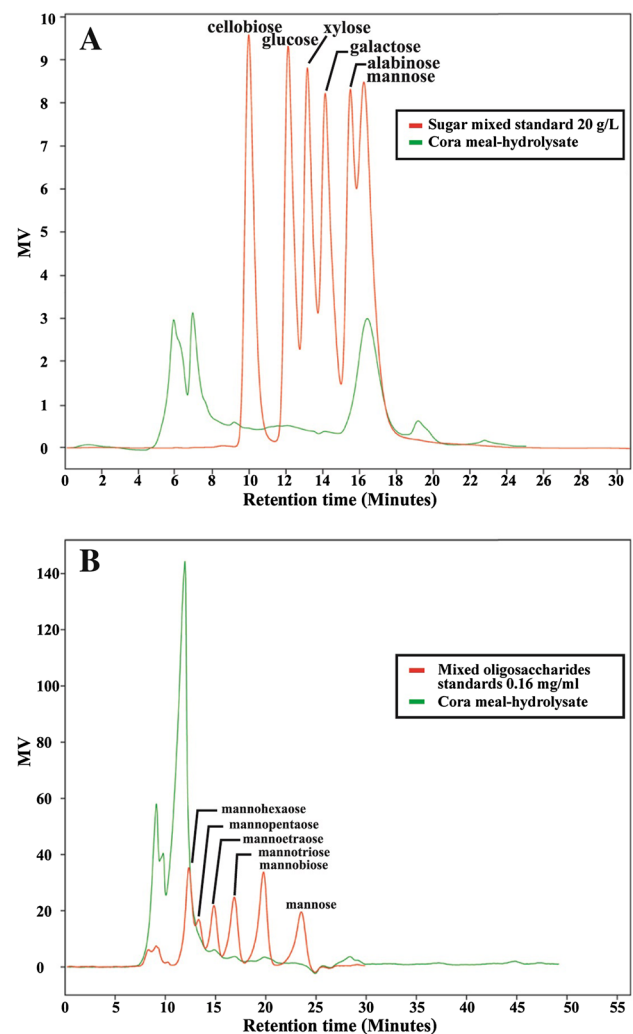 A
10
9
8
7
6
5
4
3
2
1
0
MV
cellobiose
glucose
xylose
galactose
alabinose
mannose
Sugar mixed standard 20 g/L
Cora meal-hydrolysate
0 2 4 6 8 10 12 14 16 18 20 22 24 26 28 30
Retention time (Minutes)
B
140
120
100
80
60
40
20
0
MV
Mixed oligosaccharides
standards 0.16 mg/ml
Cora meal-hydrolysate
mannohexaose
mannopentaose
mannoetraose
mannotriose
mannobiose
mannose
0 5 10 15 20 25 30 35 40 45 50 55
Retention time (Minutes)